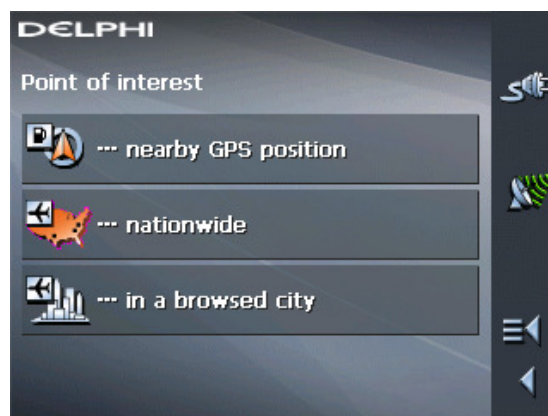 DELPHI
Point of interest
... nearby GPS position
... nationwide
... in a browsed city